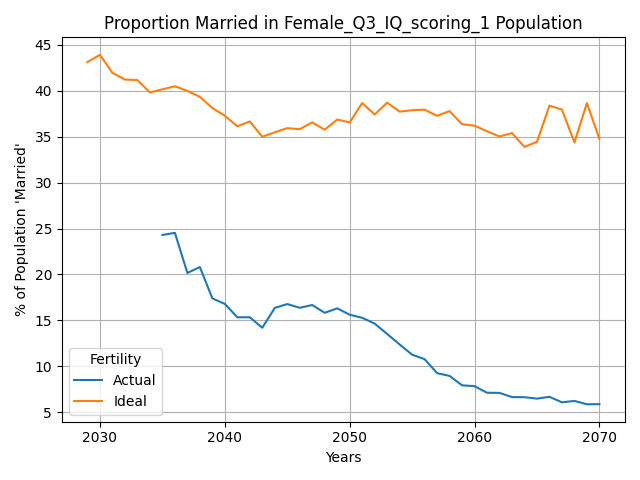 Proportion Married in Female_Q3_IQ_scoring_1 Population
% of Population 'Married'
45
40
35
30
25
20
15
10
5
Fertility
Actual
Ideal
2030 2040 2050 2060 2070
Years